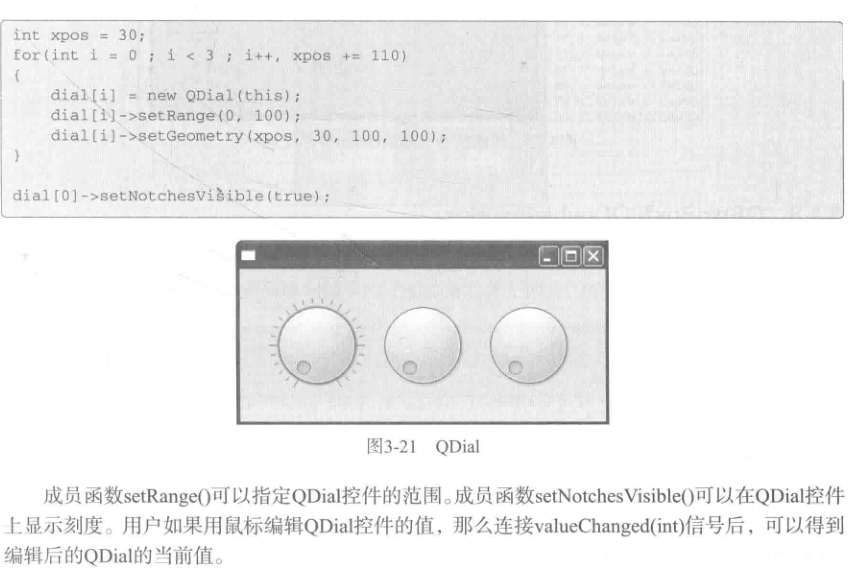 int xpos = 30;
for(int i = 0 ; i < 3 ; i++, xpos += 110)
{
    dial[i] = new QDial(this);
    dial[i]->setRange(0, 100);
    dial[i]->setGeometry(xpos, 30, 100, 100);
}
dial[0]->setNotchesVisible(true);
图3-21 QDial
成员函数setRange()可以指定QDial控件的范围。成员函数setNotchesVisible()可以在QDial控件
上显示刻度。用户如果用鼠标编辑QDial控件的值，那么连接valueChanged(int)信号后，可以得到
编辑后的QDial的当前值。